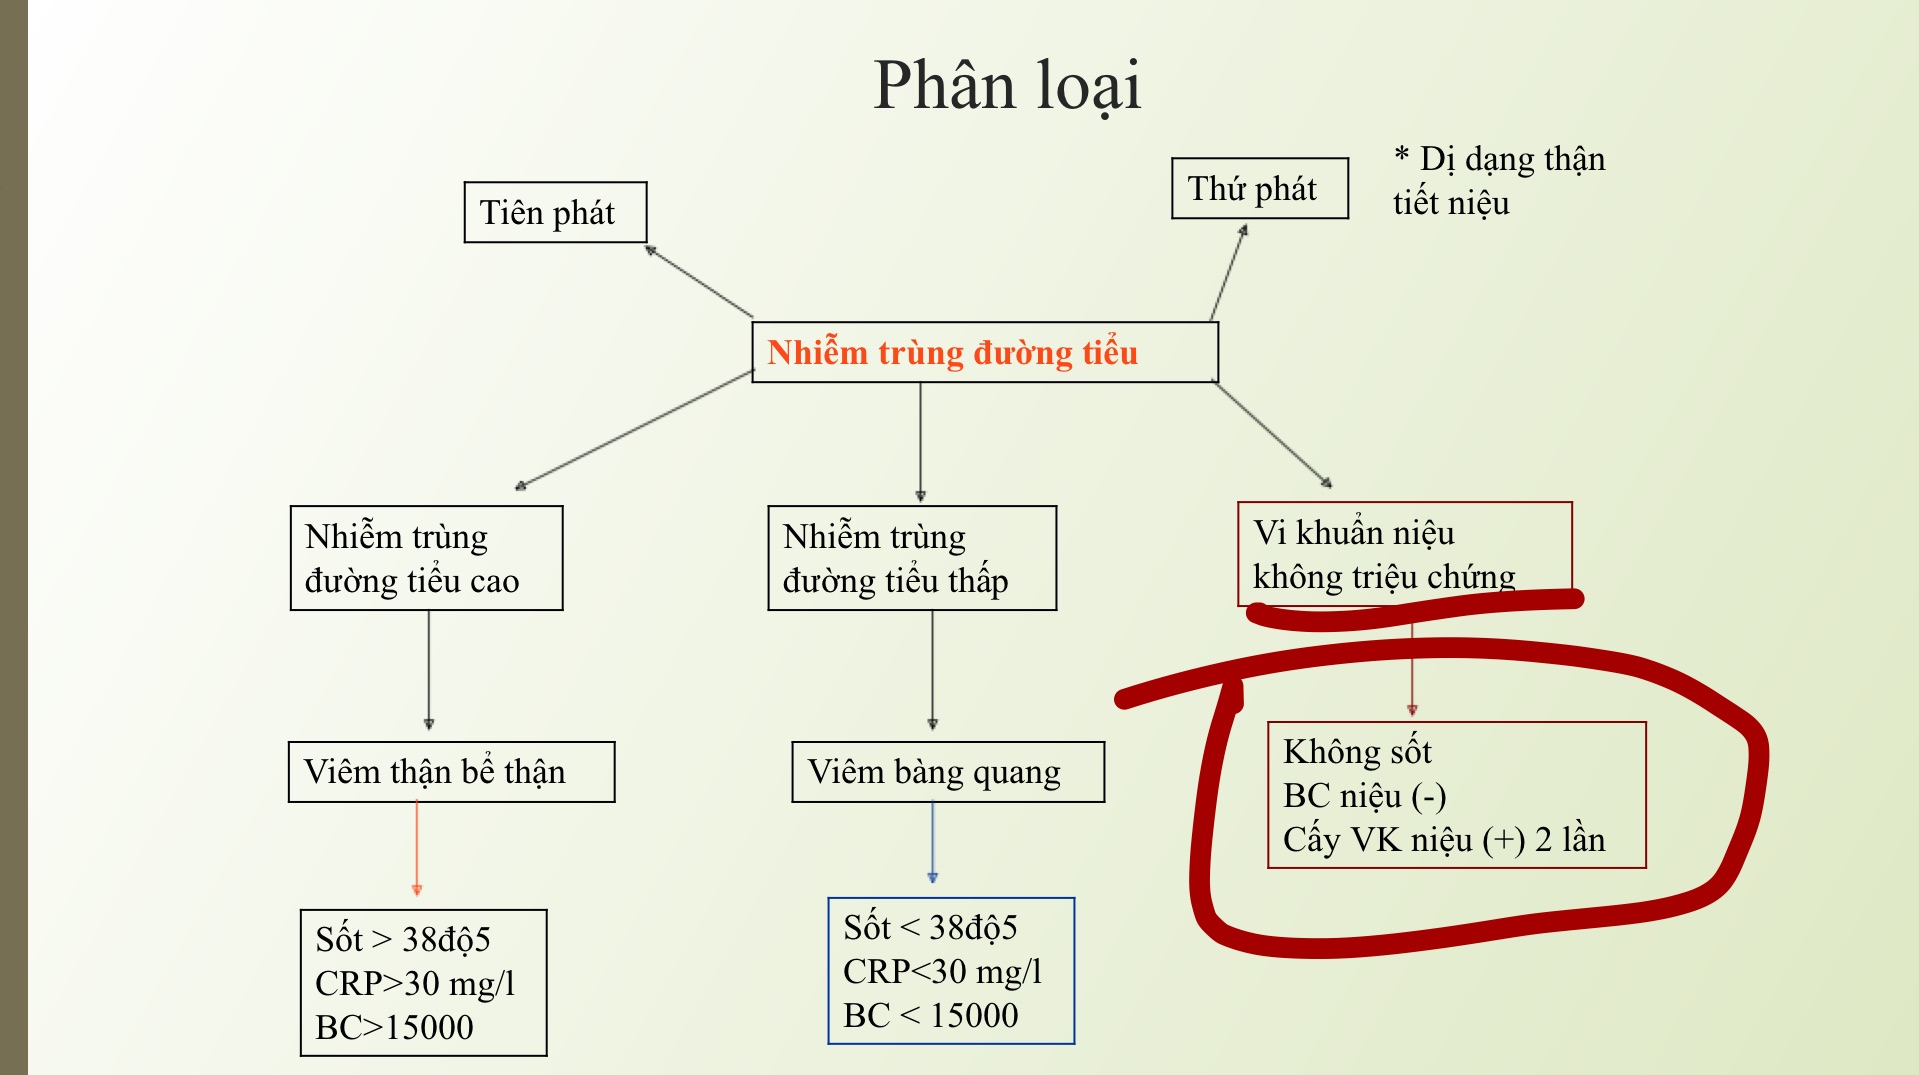 Phân loại
Tiên phát
Thứ phát
* Dị dạng thận
tiết niệu
Nhiễm trùng đường tiểu
Nhiễm trùng
đường tiểu cao
Nhiễm trùng
đường tiểu thấp
Vi khuẩn niệu
không triệu chứng
Viêm thận bể thận
Viêm bàng quang
Không sốt
BC niệu (-)
Cấy VK niệu (+) 2 lần
Sốt > 38độ5
CRP>30 mg/l
BC>15000
Sốt < 38độ5
CRP<30 mg/l
BC < 15000